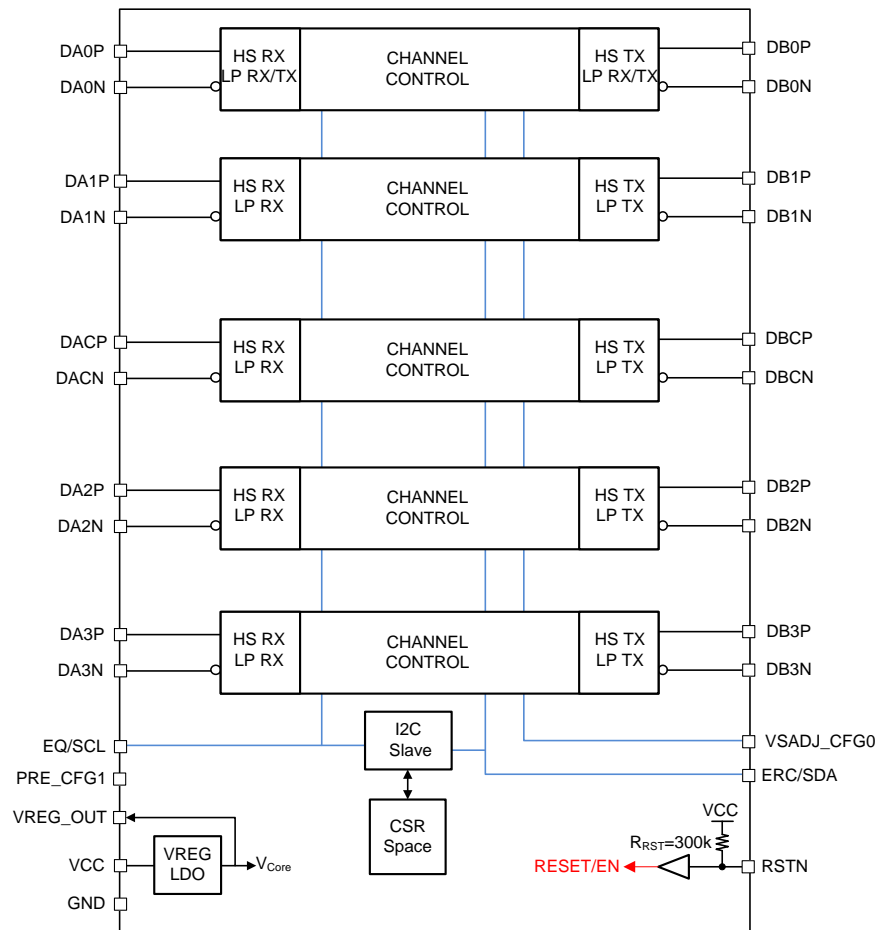 DA0P
DA0N
HS RX
LP RX/TX
CHANNEL
CONTROL
HS TX
LP RX/TX
DB0P
DB0N
DA1P
DA1N
HS RX
LP RX
CHANNEL
CONTROL
HS TX
LP TX
DB1P
DB1N
DACP
DACN
HS RX
LP RX
CHANNEL
CONTROL
HS TX
LP TX
DBCP
DBCN
DA2P
DA2N
HS RX
LP RX
CHANNEL
CONTROL
HS TX
LP TX
DB2P
DB2N
DA3P
DA3N
HS RX
LP RX
CHANNEL
CONTROL
HS TX
LP TX
DB3P
DB3N
EQ/SCL
I2C
Slave
VSADJ_CFG0
PRE_CFG1
ERC/SDA
VREG_OUT
CSR
Space
VCC
RRST=300k
VCC
VREG
LDO
VCore
RESET/EN
RSTN
GND